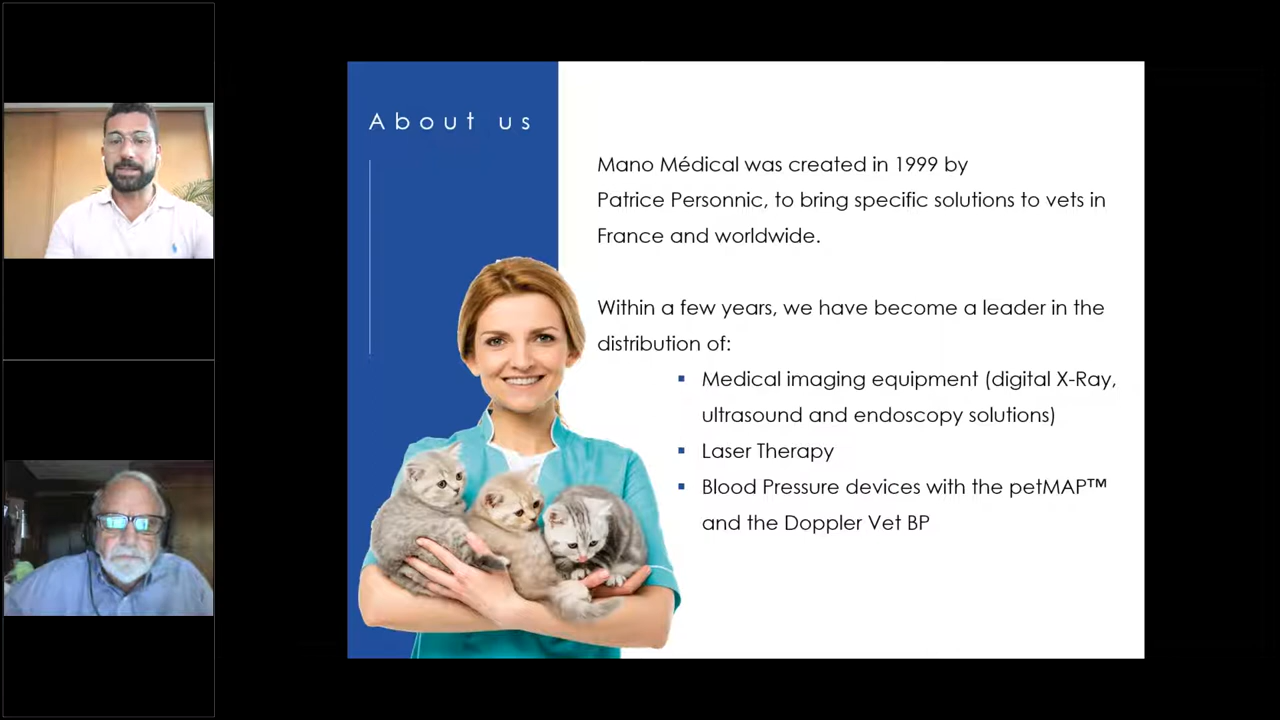 About us
Mano Médical was created in 1999 by
Patrice Personnic, to bring specific solutions to vets in
France and worldwide.
Within a few years, we have become a leader in the
distribution of:
▪ Medical imaging equipment (digital X-Ray,
ultrasound and endoscopy solutions)
▪ Laser Therapy
▪ Blood Pressure devices with the petMAP™
and the Doppler Vet BP